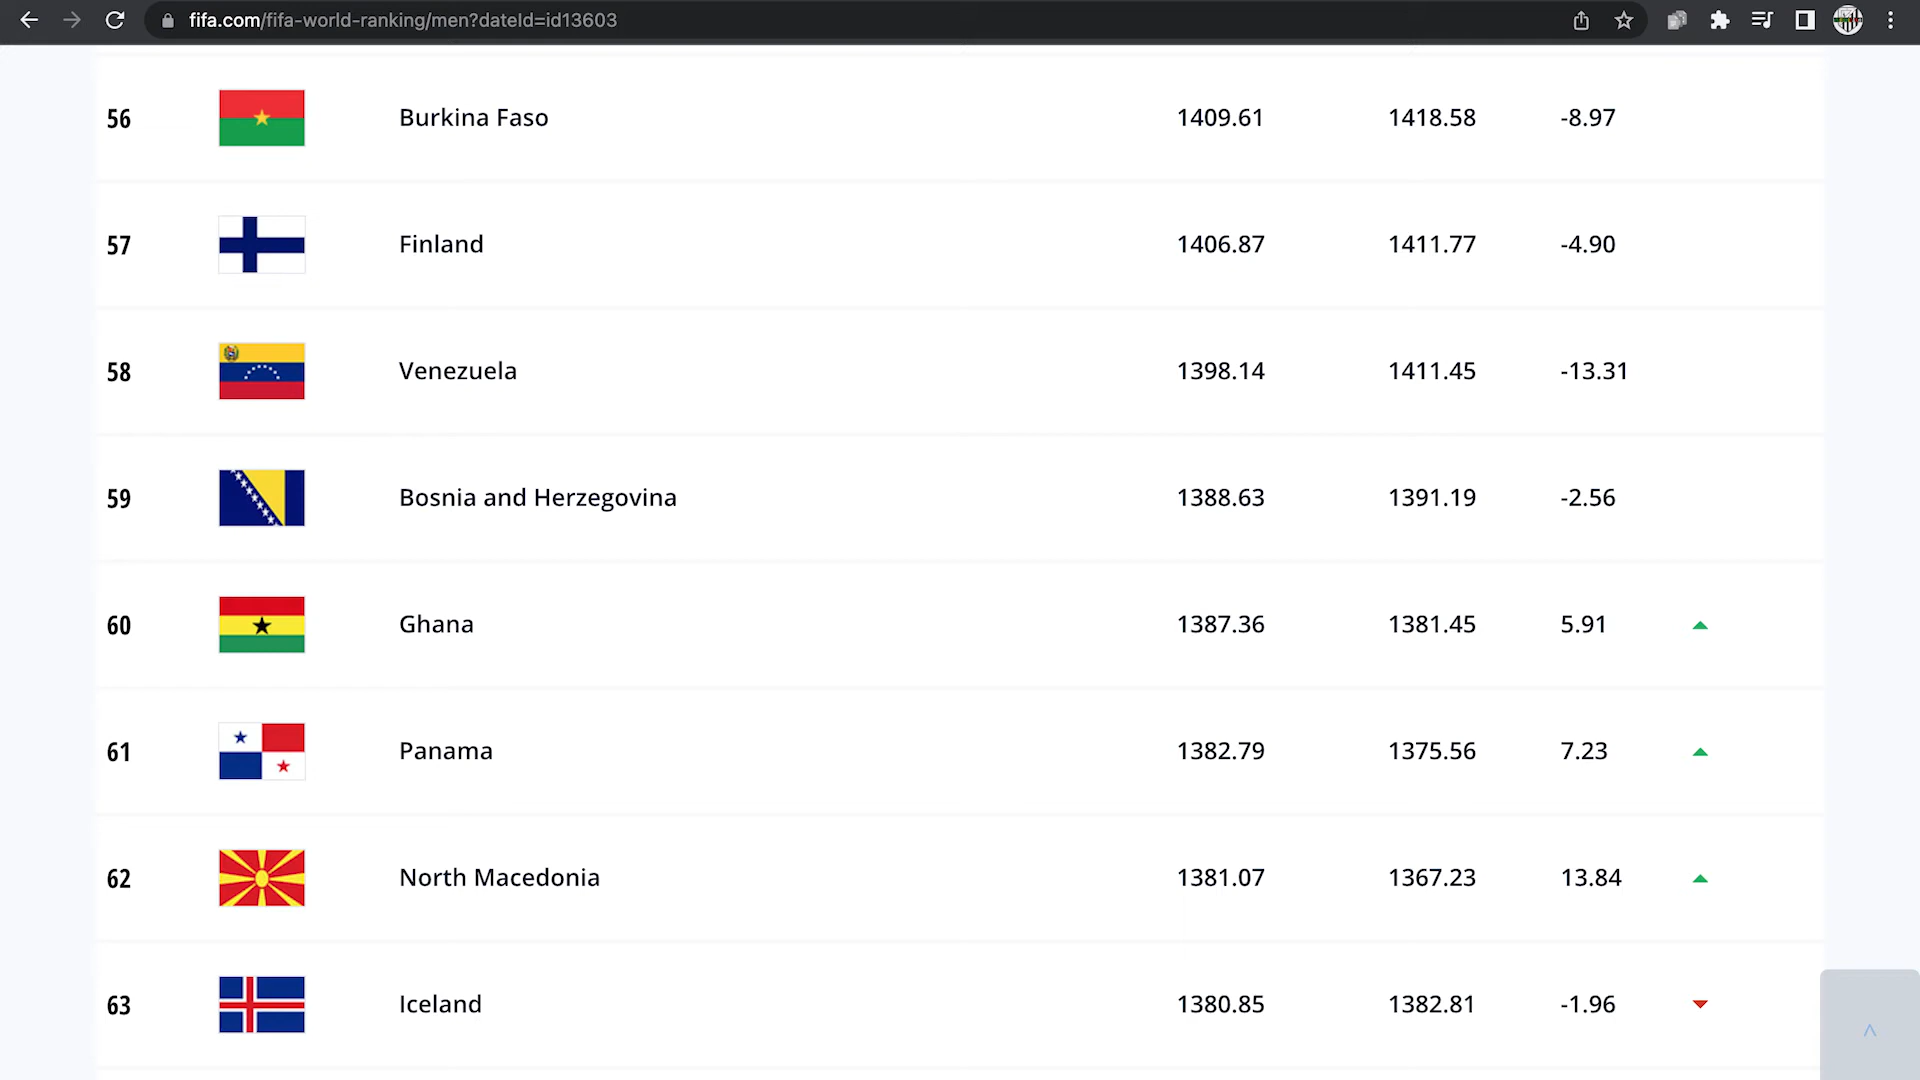 fifa.com/fifa-world-ranking/men?dateId=id13603
56 Burkina Faso 1409.61 1418.58 -8.97
57 Finland 1406.87 1411.77 -4.90
58 Venezuela 1398.14 1411.45 -13.31
59 Bosnia and Herzegovina 1388.63 1391.19 -2.56
60 Ghana 1387.36 1381.45 5.91
61 Panama 1382.79 1375.56 7.23
62 North Macedonia 1381.07 1367.23 13.84
63 Iceland 1380.85 1382.81 -1.96